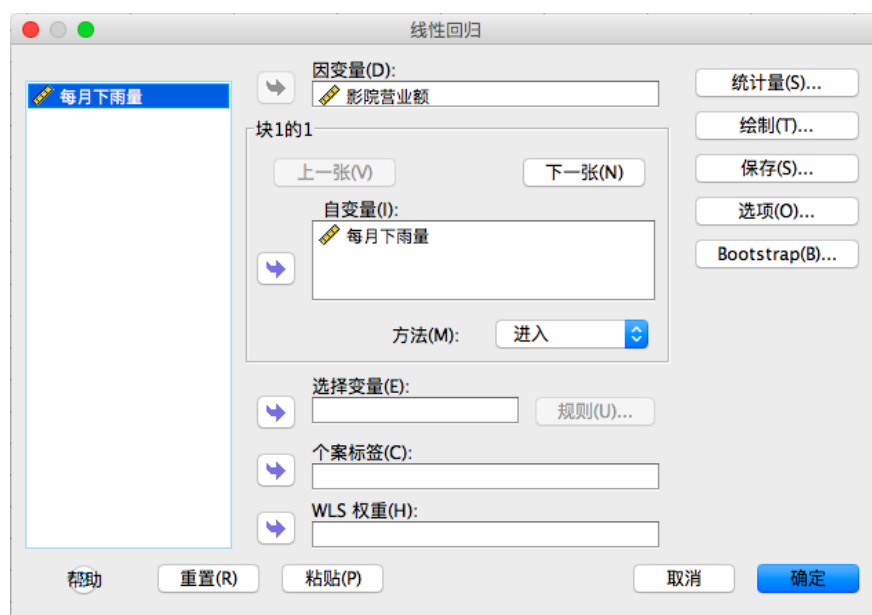 线性回归
每月下雨量
因变量(D):
影院营业额
块1的1
上一张(V)
下一张(N)
自变量(I):
每月下雨量
方法(M):
进入
选择变量(E):
规则(U)...
个案标签(C):
WLS 权重(H):
统计量(S)...
绘制(T)...
保存(S)...
选项(O)...
Bootstrap(B)...
帮助
重置(R)
粘贴(P)
取消
确定